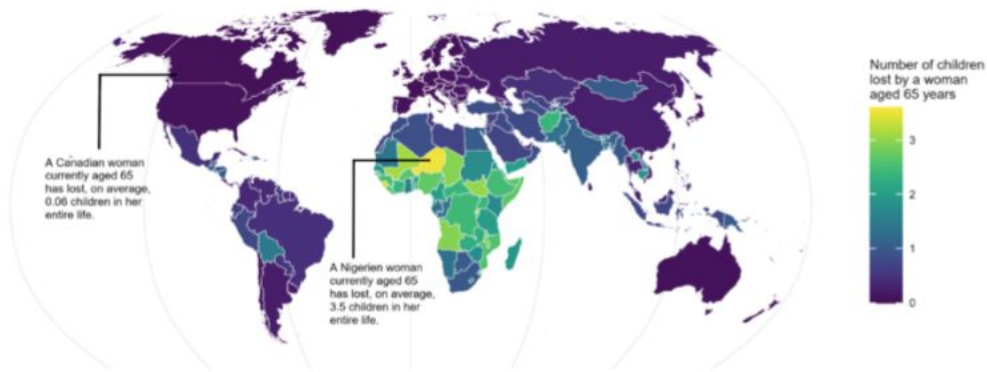 Number of children
lost by a woman
aged 65 years
3
2
1
0
A Canadian woman
currently aged 65
has lost, on average,
0.06 children in her
entire life.
A Nigerien woman
currently aged 65
has lost, on average,
3.5 children in her
entire life.